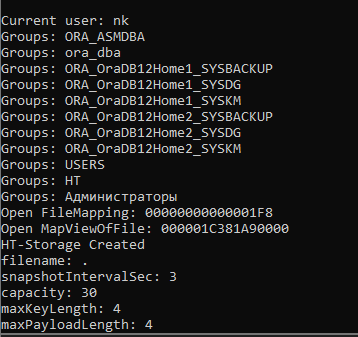 Current user: nk
Groups: ORA_ASMDBA
Groups: ora_dba
Groups: ORA_OraDB12Home1_SYSBACKUP
Groups: ORA_OraDB12Home1_SYSDG
Groups: ORA_OraDB12Home1_SYSKM
Groups: ORA_OraDB12Home2_SYSBACKUP
Groups: ORA_OraDB12Home2_SYSDG
Groups: ORA_OraDB12Home2_SYSKM
Groups: USERS
Groups: HT
Groups: Администраторы
Open FileMapping: 00000000000001F8
Open MapViewOfFile: 000001C381A90000
HT-Storage Created
filename: .
snapshotIntervalSec: 3
capacity: 30
maxKeyLength: 4
maxPayloadLength: 4